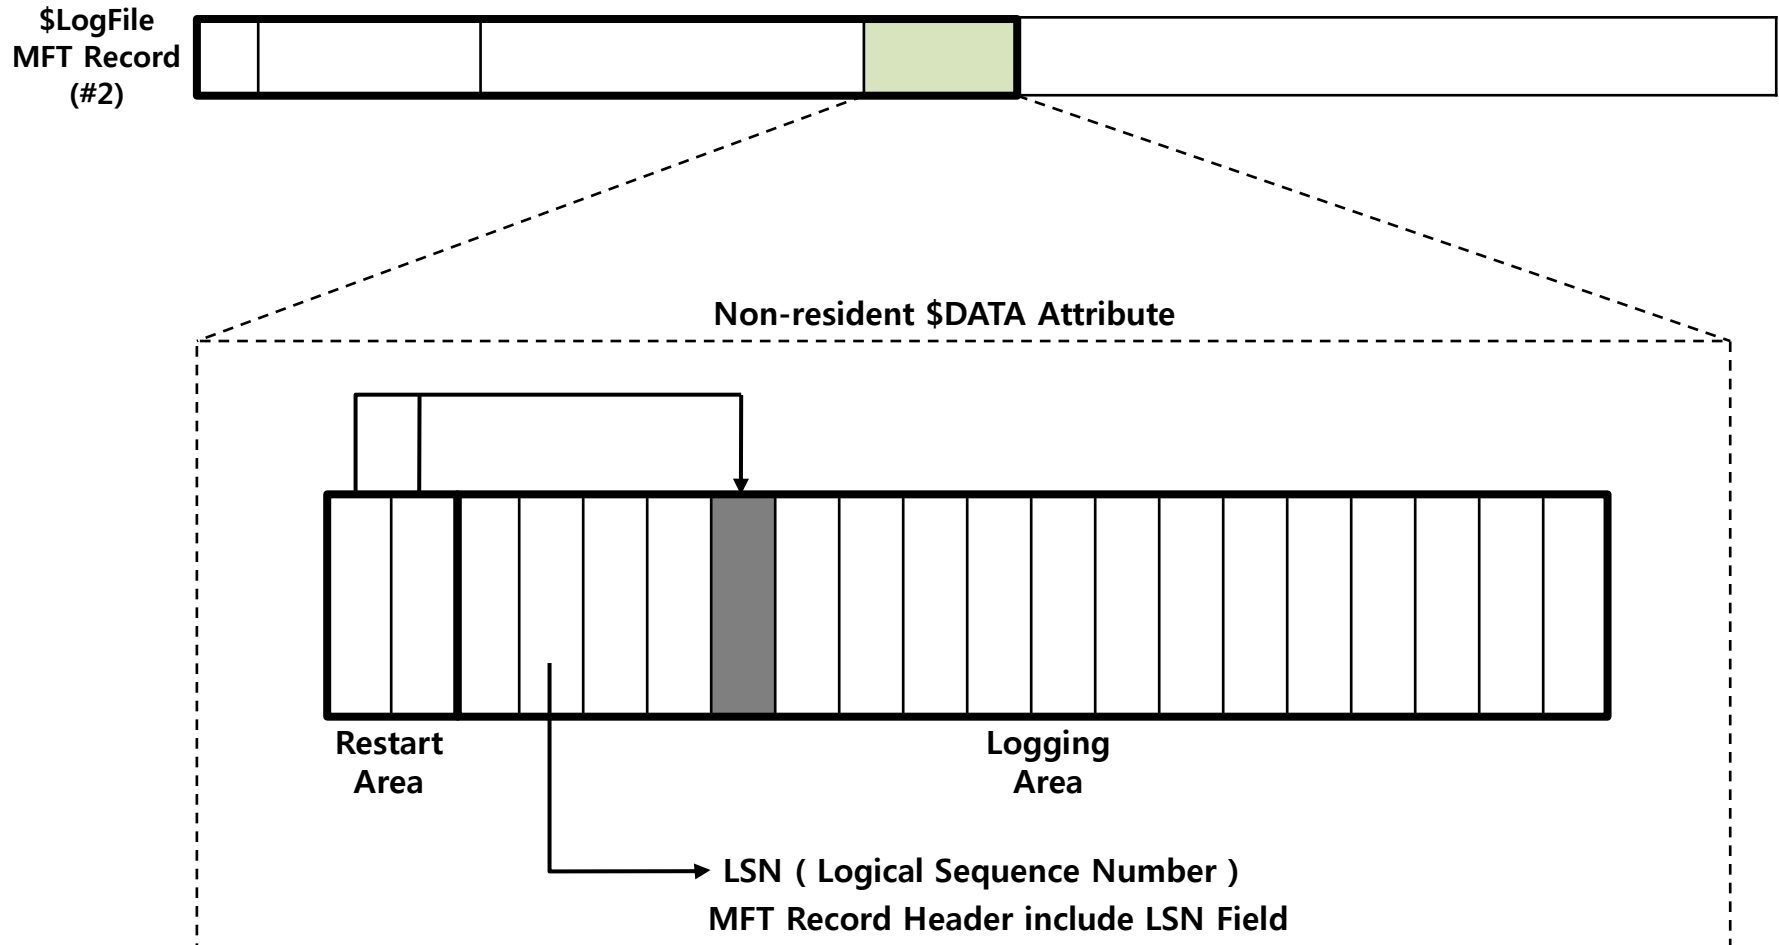 $LogFile
MFT Record
(#2)
Non-resident $DATA Attribute
Restart
Area
Logging
Area
LSN ( Logical Sequence Number )
MFT Record Header include LSN Field